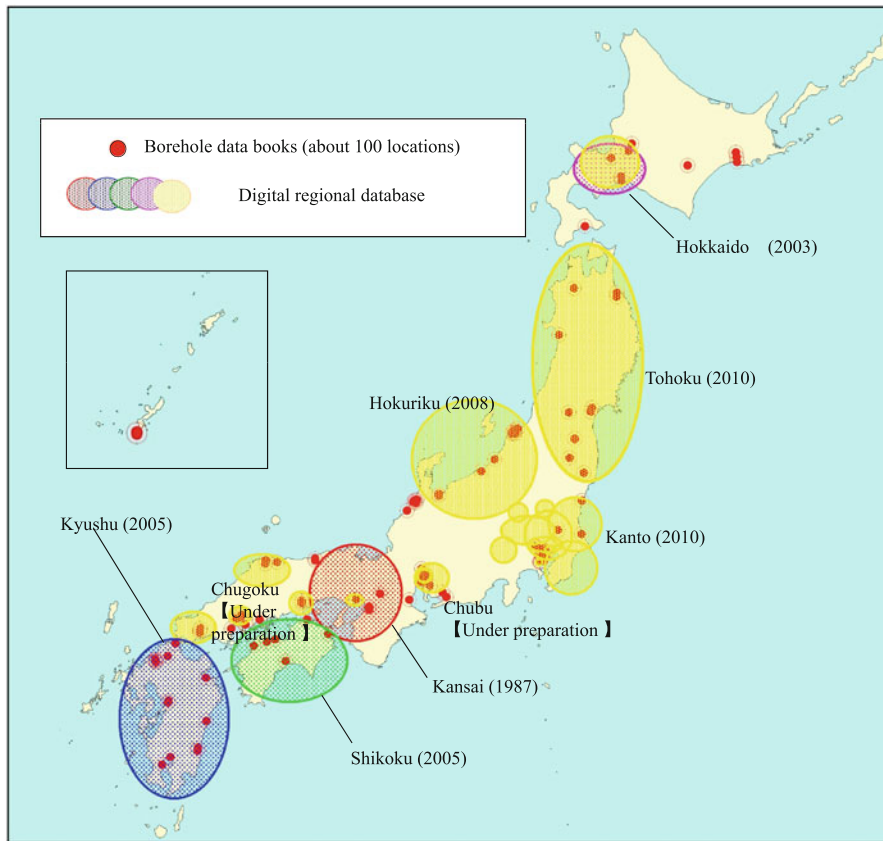 Borehole data books (about 100 locations)
Digital regional database
Hokkaido (2003)
Tohoku (2010)
Hokuriku (2008)
Kyushu (2005)
Kanto (2010)
Chugoku
【Under
preparation 】
Chubu
【Under preparation 】
Kansai (1987)
Shikoku (2005)